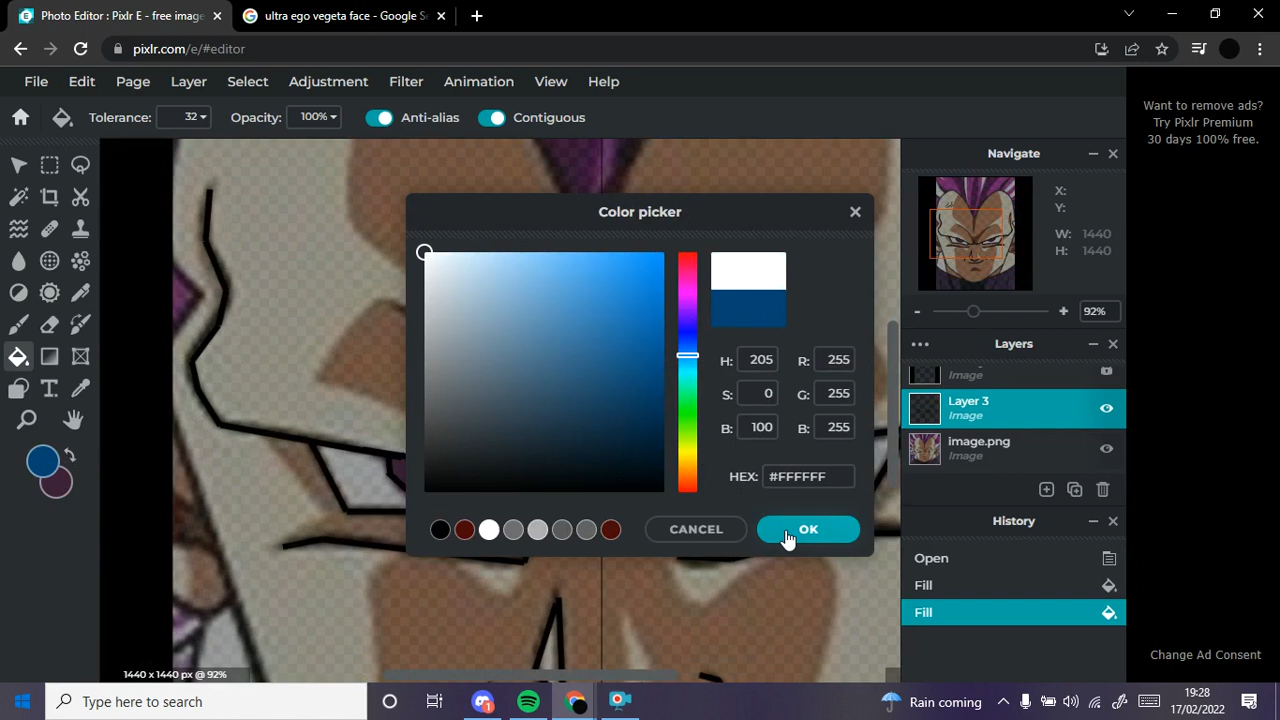 Photo Editor : Pixlr E - free image
ultra ego vegeta face - Google Se
pixlr.com/e/#editor
File Edit Page Layer Select Adjustment Filter Animation View Help
Tolerance: 32 Opacity: 100% Anti-alias Contiguous
Want to remove ads?
Try Pixlr Premium
30 days 100% free.
Navigate
X:
Y:
W: 1440
H: 1440
92%
Color picker
H: 205 R: 255
S: 0 G: 255
B: 100 B: 255
HEX: #FFFFFF
CANCEL OK
Layers
Image
Layer 3
Image
image.png
Image
History
Open
Fill
Fill
1440 x 1440 px @ 92%
Change Ad Consent
Type here to search
1
Rain coming
19:28
17/02/2022